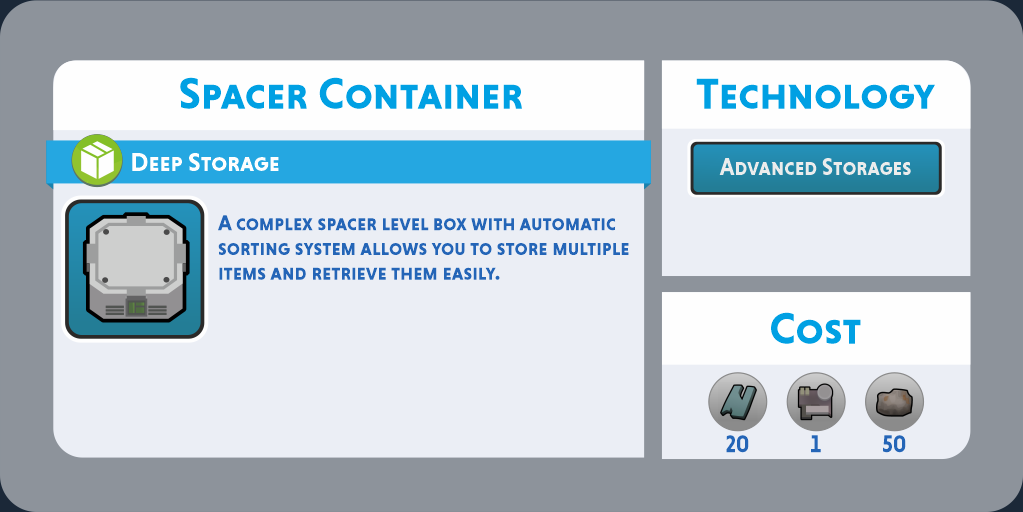 Spacer Container
Deep Storage
A complex spacer level box with automatic
sorting system allows you to store multiple
items and retrieve them easily.
Technology
Advanced Storages
Cost
20 1 50